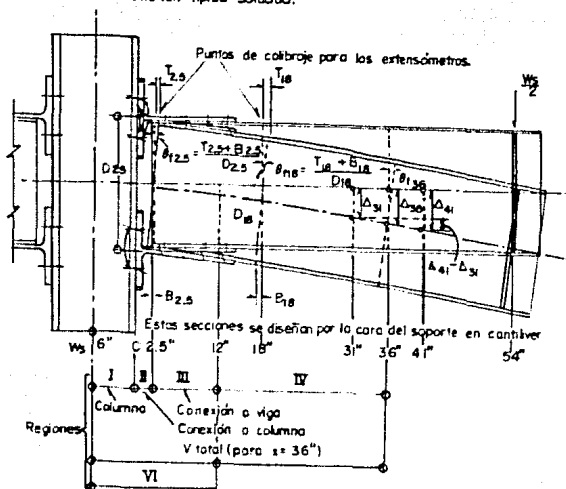 Puntos de calibraje para los extensómetros.
T2.5
T18
Ws/2
θt2.5 = T2.5 + B2.5 / D2.5
θt18 = T18 + B18 / D18
θt36
D2.5
D18
Δ31
Δ36
Δ41
Δ41 - Δ31
B2.5
B18
Estas secciones se diseñan por la cara del soporte en cantiliver
Ws 6" C 2.5" 12" 18" 31" 36" 41" 54"
I II III IV
Columna
Conexión a viga
Conexión a columna
Regiones
V total (para x = 36")
VI